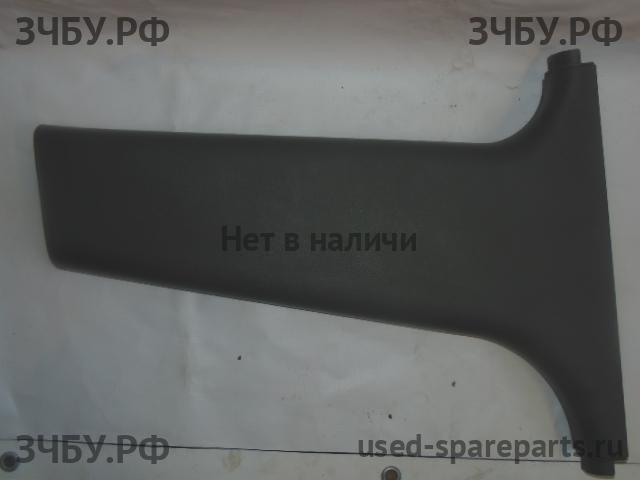 ЗЧБУ.РФ ЗЧБУ.РФ
Нет в наличи
ЗЧБУ.РФ used-spareparts.ru